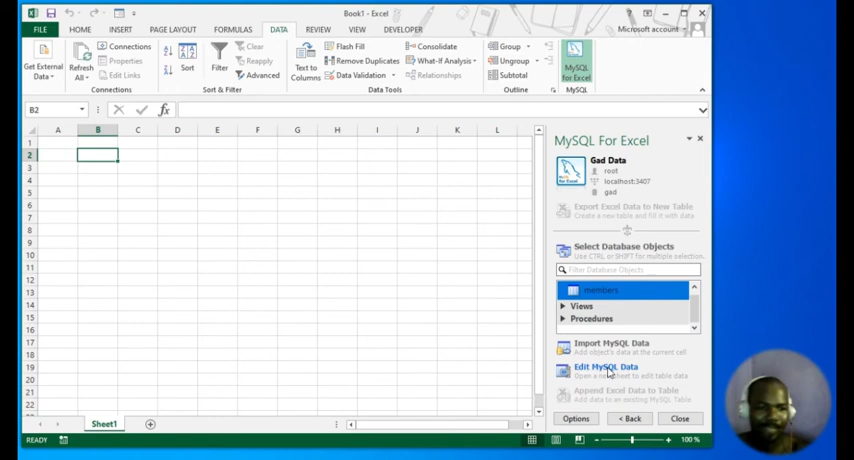 Book1 - Excel
FILE HOME INSERT PAGE LAYOUT FORMULAS DATA REVIEW VIEW DEVELOPER Microsoft account
Get External Data
Refresh All
Connections
Properties
Edit Links
Connections
Sort
Filter
Clear
Reapply
Advanced
Sort & Filter
Text to Columns
Flash Fill
Remove Duplicates
Data Validation
Consolidate
What-If Analysis
Relationships
Data Tools
Group
Ungroup
Subtotal
Outline
MySQL for Excel
MySQL
B2
fx
A B C D E F G H I J K L
1
2
3
4
5
6
7
8
9
10
11
12
13
14
15
16
17
18
19
20
21
22
MySQL For Excel
Gad Data
root
localhost:3407
gad
Export Excel Data to New Table
Create a new table and fill it with data
Select Database Objects
Use CTRL or SHIFT for multiple selection.
Filter Database Objects
members
Views
Procedures
Import MySQL Data
Add object's data at the current cell
Edit MySQL Data
Open a new sheet to edit table data
Append Excel Data to Table
Add data to an existing MySQL Table
Options < Back Close
Sheet1
READY
100 %